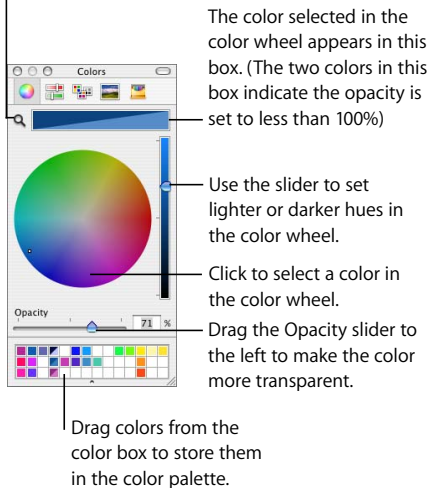 The color selected in the
color wheel appears in this
box. (The two colors in this
box indicate the opacity is
set to less than 100%)
Colors
Use the slider to set
lighter or darker hues in
the color wheel.
Click to select a color in
the color wheel.
Opacity
71 %
Drag the Opacity slider to
the left to make the color
more transparent.
Drag colors from the
color box to store them
in the color palette.